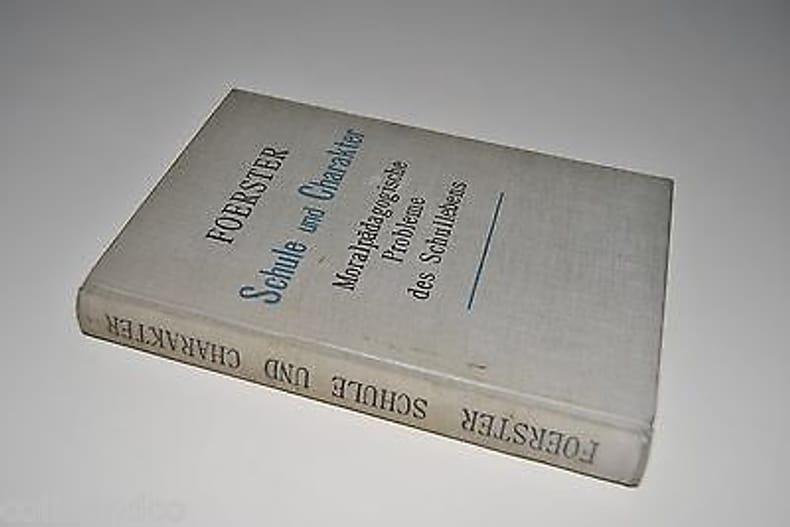 FOERSTER
Schule und Charakter
Moralpädagogische
Probleme
des Schullebens
FOERSTER SCHULE UND CHARAKTER